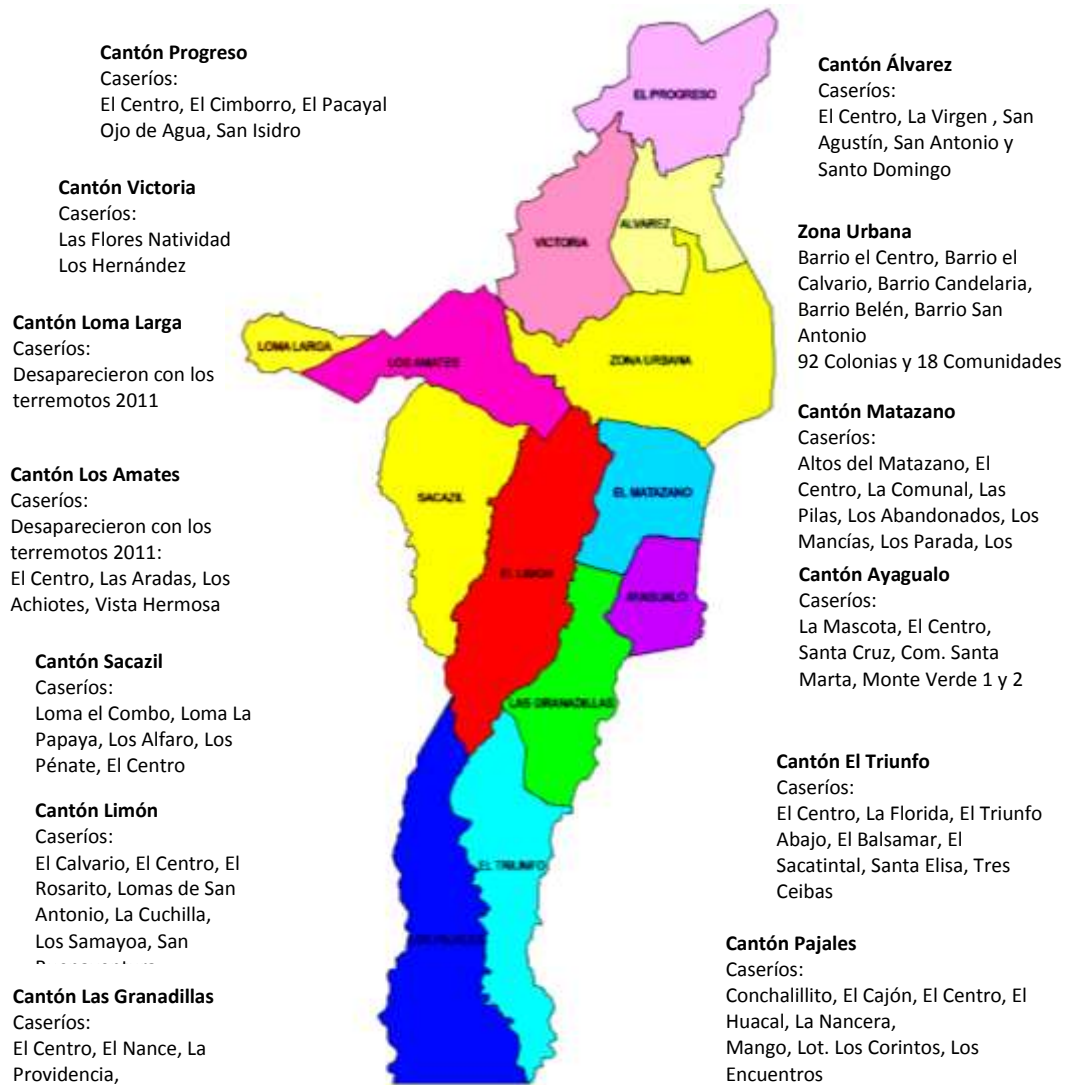 Cantón Progreso
Caseríos:
El Centro, El Cimborro, El Pacayal
Ojo de Agua, San Isidro
Cantón Victoria
Caseríos:
Las Flores Natividad
Los Hernández
Cantón Loma Larga
Caseríos:
Desaparecieron con los
terremotos 2011
Cantón Los Amates
Caseríos:
Desaparecieron con los
terremotos 2011:
El Centro, Las Aradas, Los
Achiotes, Vista Hermosa
Cantón Sacazil
Caseríos:
Loma el Combo, Loma La
Papaya, Los Alfaro, Los
Pénate, El Centro
Cantón Limón
Caseríos:
El Calvario, El Centro, El
Rosarito, Lomas de San
Antonio, La Cuchilla,
Los Samayoa, San
Cantón Las Granadillas
Caseríos:
El Centro, El Nance, La
Providencia,
EL PROGRESO
VICTORIA
ALVAREZ
LOMA LARGA
LOS AMATES
ZONA URBANA
SACAZIL
EL LIMON
EL MATAZANO
AYAGUALO
LAS GRANADILLAS
EL TRIUNFO
LOS PAJALES
Cantón Álvarez
Caseríos:
El Centro, La Virgen , San
Agustín, San Antonio y
Santo Domingo
Zona Urbana
Barrio el Centro, Barrio el
Calvario, Barrio Candelaria,
Barrio Belén, Barrio San
Antonio
92 Colonias y 18 Comunidades
Cantón Matazano
Caseríos:
Altos del Matazano, El
Centro, La Comunal, Las
Pilas, Los Abandonados, Los
Mancías, Los Parada, Los
Cantón Ayagualo
Caseríos:
La Mascota, El Centro,
Santa Cruz, Com. Santa
Marta, Monte Verde 1 y 2
Cantón El Triunfo
Caseríos:
El Centro, La Florida, El Triunfo
Abajo, El Balsamar, El
Sacatintal, Santa Elisa, Tres
Ceibas
Cantón Pajales
Caseríos:
Conchalillito, El Cajón, El Centro, El
Huacal, La Nancera,
Mango, Lot. Los Corintos, Los
Encuentros